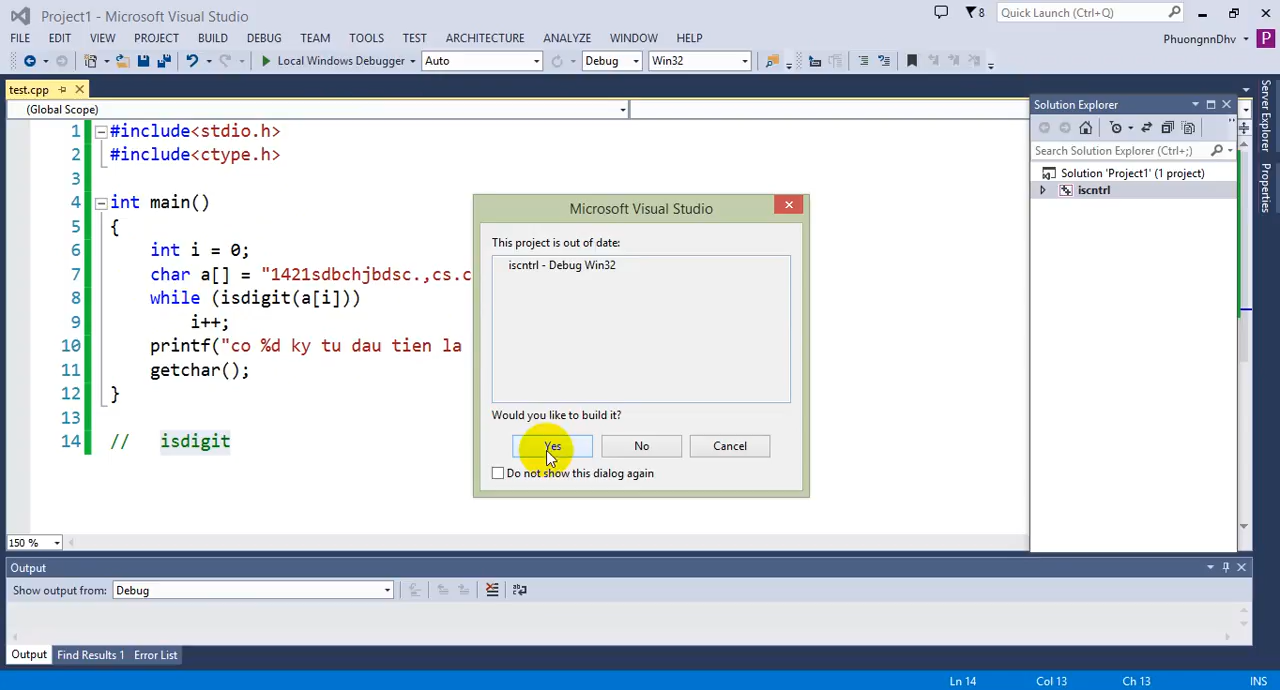 Project1 - Microsoft Visual Studio
8
Quick Launch (Ctrl+Q)
FILE EDIT VIEW PROJECT BUILD DEBUG TEAM TOOLS TEST ARCHITECTURE ANALYZE WINDOW HELP
PhuongnnDhv
P
Local Windows Debugger
Auto
Debug
Win32
test.cpp
(Global Scope)
1 #include<stdio.h>
2 #include<ctype.h>
3
4 int main()
5 {
6 int i = 0;
7 char a[] = "1421sdbchjbdsc.,cs.c
8 while (isdigit(a[i]))
9 i++;
10 printf("co %d ky tu dau tien la
11 getchar();
12 }
13
14 // isdigit
Microsoft Visual Studio
This project is out of date:
iscntrl - Debug Win32
Would you like to build it?
Yes No Cancel
Do not show this dialog again
Solution Explorer
Search Solution Explorer (Ctrl+;)
Solution 'Project1' (1 project)
iscntrl
Server Explorer
Properties
150 %
Output
Show output from: Debug
Output Find Results 1 Error List
Ln 14 Col 13 Ch 13 INS